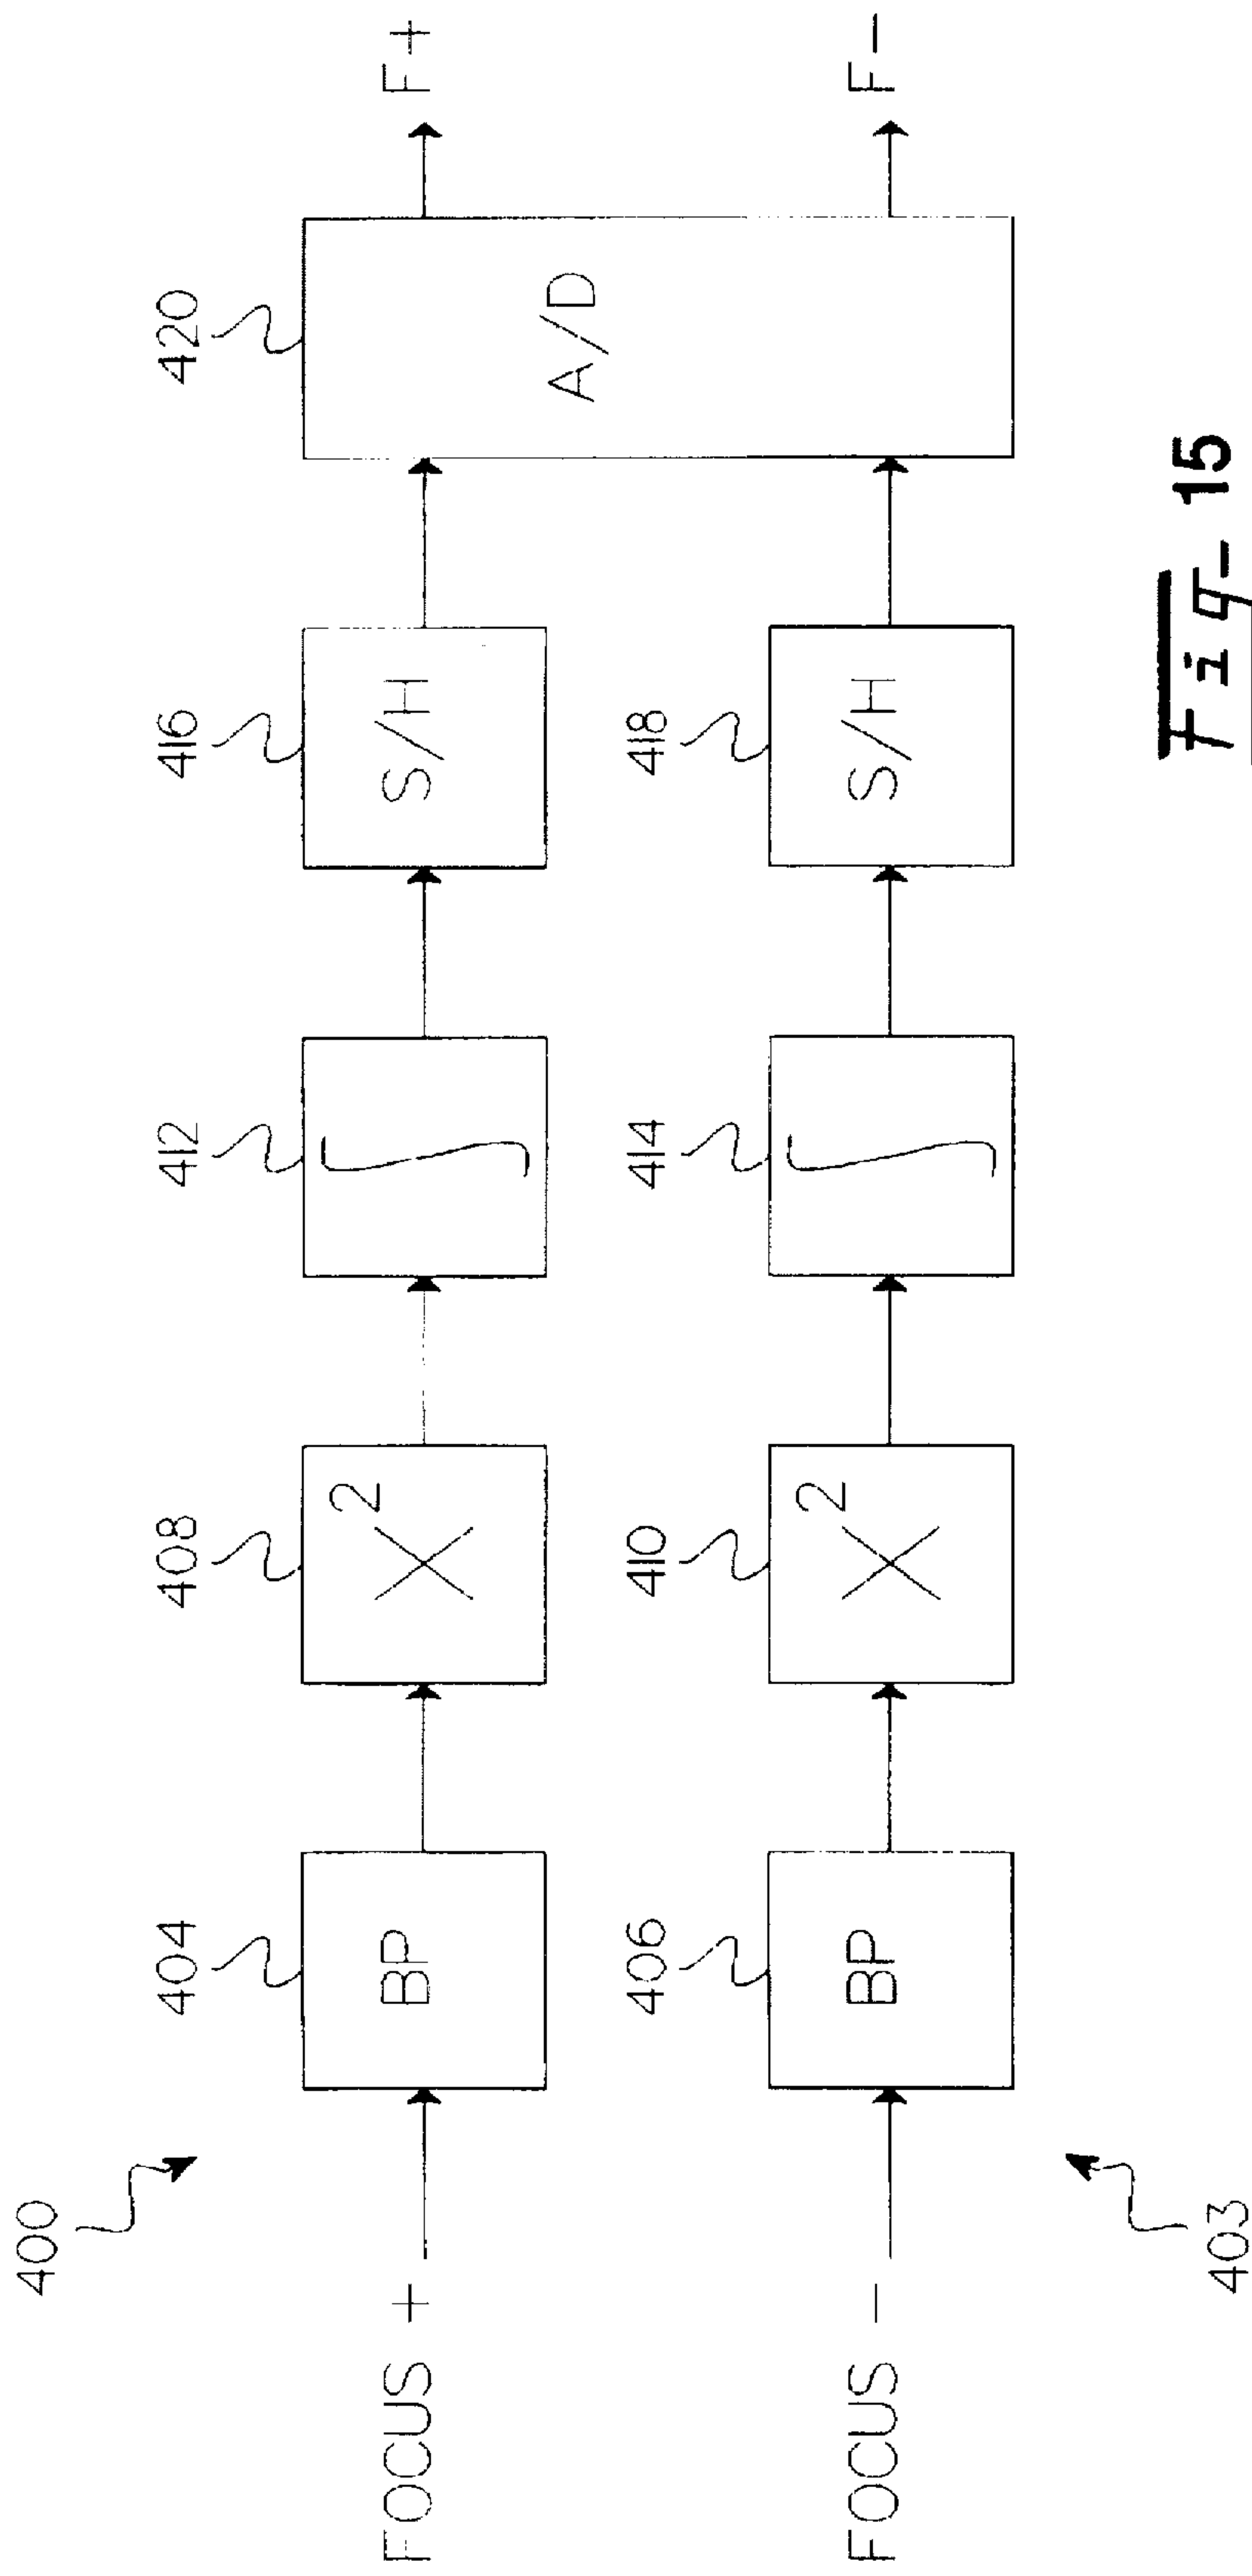 400
404
408
412
416
420
FOCUS +
BP
X²
∫
S/H
A/D
F+
406
410
414
418
FOCUS -
BP
X²
∫
S/H
F-
403
Fig- 15